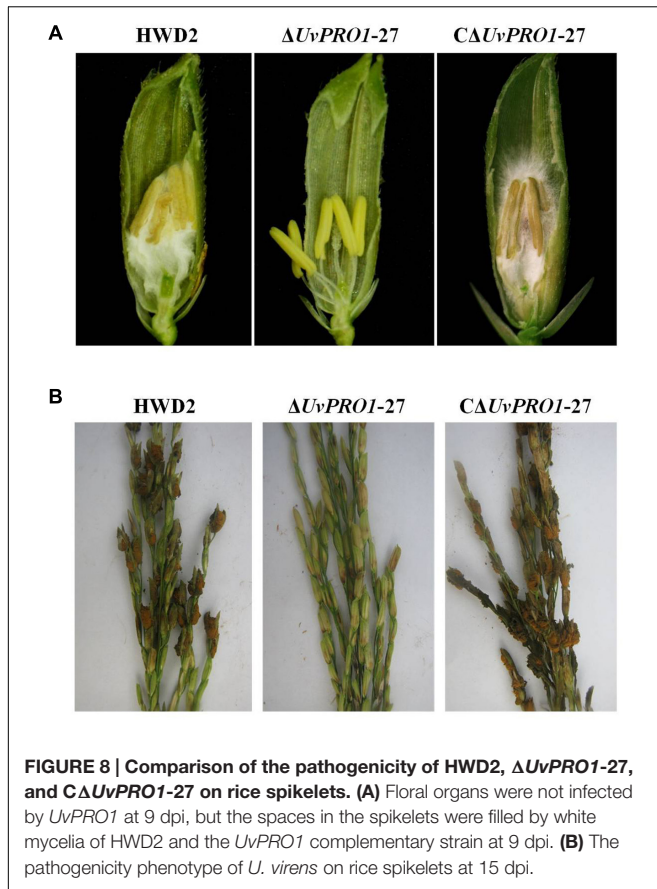 A
HWD2 ΔUvPRO1-27 CΔUvPRO1-27
B
HWD2 ΔUvPRO1-27 CΔUvPRO1-27
FIGURE 8 | Comparison of the pathogenicity of HWD2, ΔUvPRO1-27,
and CΔUvPRO1-27 on rice spikelets. (A) Floral organs were not infected
by UvPRO1 at 9 dpi, but the spaces in the spikelets were filled by white
mycelia of HWD2 and the UvPRO1 complementary strain at 9 dpi. (B) The
pathogenicity phenotype of U. virens on rice spikelets at 15 dpi.